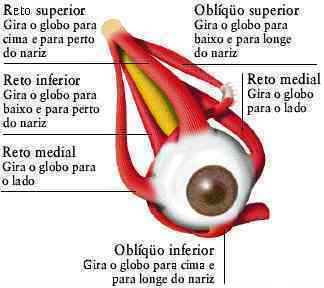 Reto superior
Gira o globo para
cima e para perto
do nariz
Oblíqüo superior
Gira o globo para
baixo e para longe
do nariz
Reto inferior
Gira o globo para
baixo e para perto
do nariz
Reto medial
Gira o globo
para o lado
Reto medial
Gira o globo para
o lado
Oblíqüo inferior
Gira o globo para cima e
para longe do nariz